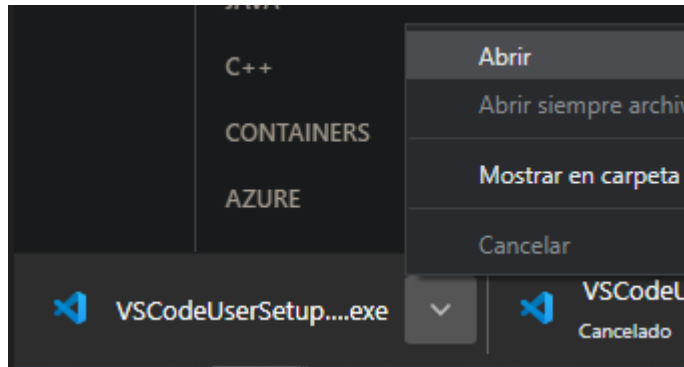 C++
CONTAINERS
AZURE
Abrir
Abrir siempre archiv
Mostrar en carpeta
Cancelar
VSCodeUserSetup....exe
VSCodeU
Cancelado